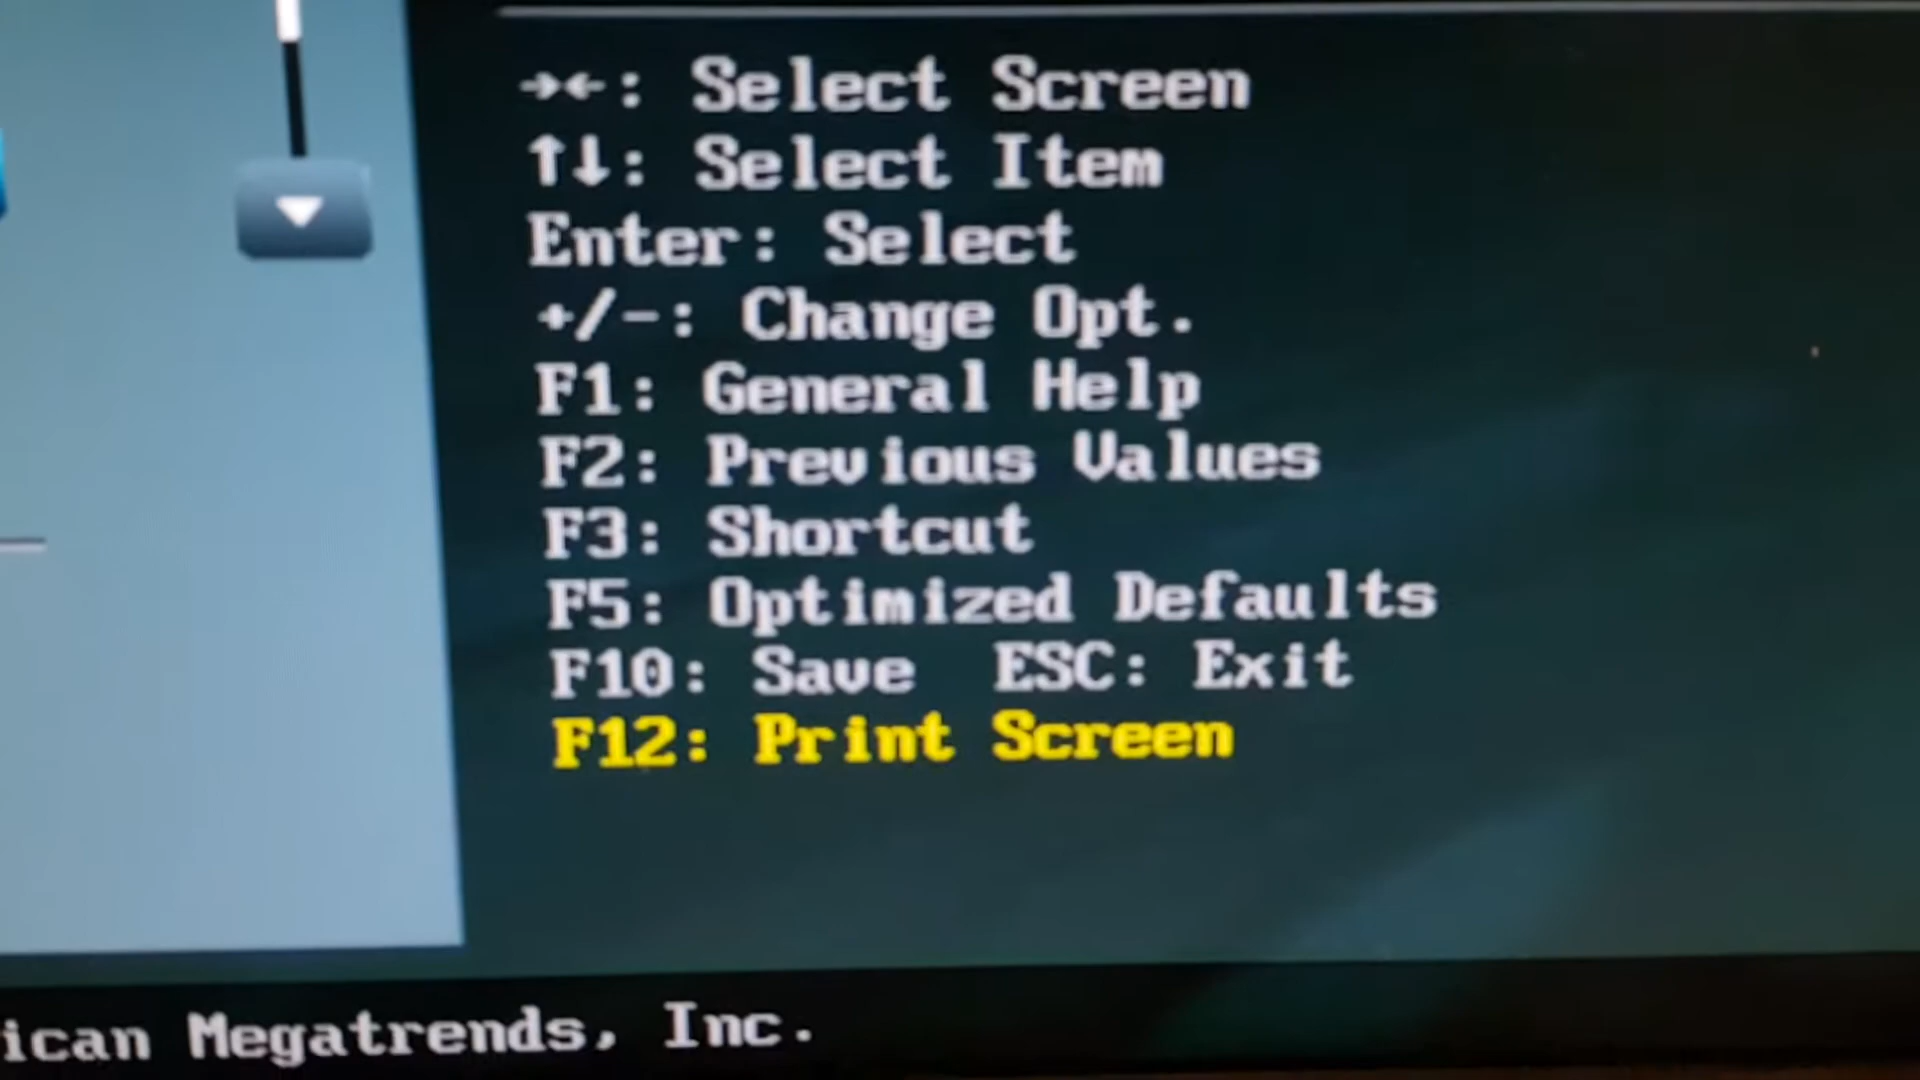 →←: Select Screen
↑↓: Select Item
Enter: Select
+/-: Change Opt.
F1: General Help
F2: Previous Values
F3: Shortcut
F5: Optimized Defaults
F10: Save  ESC: Exit
F12: Print Screen
ican Megatrends, Inc.